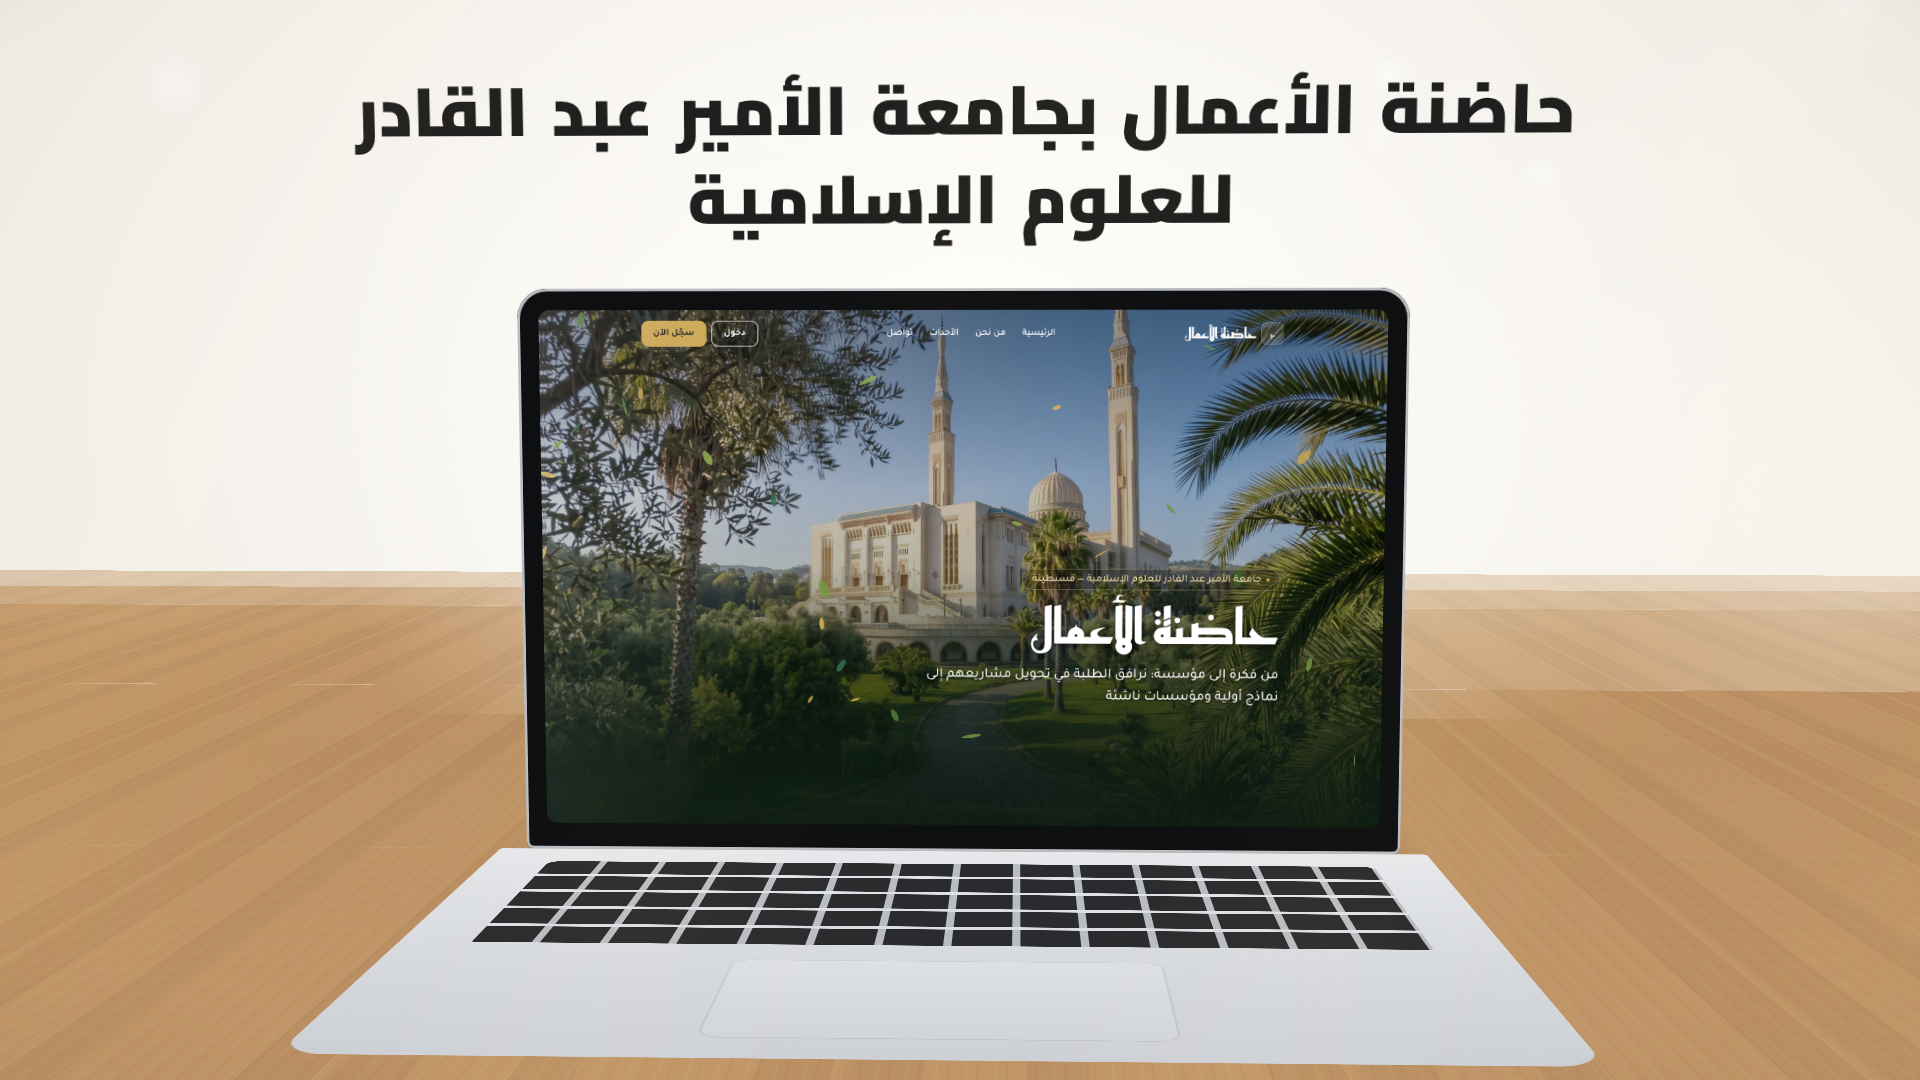 حاضنة الأعمال بجامعة الأمير عبد القادر
للعلوم الإسلامية
حاضنة الأعمال
الرئيسية
من نحن
الأحداث
تواصل
دخول
سجّل الآن
جامعة الأمير عبد القادر للعلوم الإسلامية – قسنطينة
حاضنة الأعمال
من فكرة إلى مؤسسة: نرافق الطلبة في تحويل مشاريعهم إلى
نماذج أولية ومؤسسات ناشئة